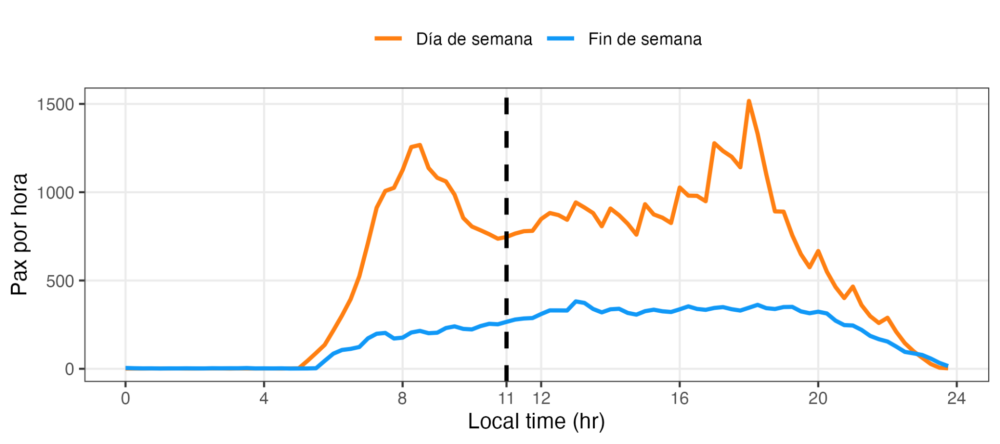 Día de semana Fin de semana
1500
1000
500
0
Pax por hora
0 4 8 11 12 16 20 24
Local time (hr)